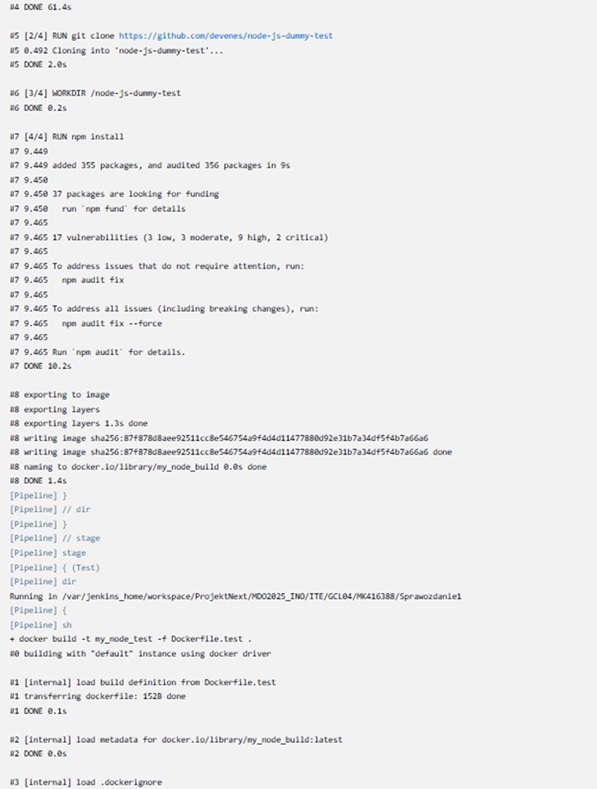 #4 DONE 61.4s
#5 [2/4] RUN git clone https://github.com/devenes/node-js-dummy-test
#5 0.492 Cloning into 'node-js-dummy-test'...
#5 DONE 2.0s
#6 [3/4] WORKDIR /node-js-dummy-test
#6 DONE 0.2s
#7 [4/4] RUN npm install
#7 9.449
#7 9.449 added 355 packages, and audited 356 packages in 9s
#7 9.450
#7 9.450 37 packages are looking for funding
#7 9.450   run `npm fund` for details
#7 9.465
#7 9.465 17 vulnerabilities (3 low, 3 moderate, 9 high, 2 critical)
#7 9.465
#7 9.465 To address issues that do not require attention, run:
#7 9.465   npm audit fix
#7 9.465
#7 9.465 To address all issues (including breaking changes), run:
#7 9.465   npm audit fix --force
#7 9.465
#7 9.465 Run `npm audit` for details.
#7 DONE 10.2s
#8 exporting to image
#8 exporting layers
#8 exporting layers 1.3s done
#8 writing image sha256:87f878d8aee92511cc8e546754a9f4d4d11477880d92e31b7a34df5f4b7a66a6
#8 writing image sha256:87f878d8aee92511cc8e546754a9f4d4d11477880d92e31b7a34df5f4b7a66a6 done
#8 naming to docker.io/library/my_node_build 0.0s done
#8 DONE 1.4s
[Pipeline] }
[Pipeline] // dir
[Pipeline] }
[Pipeline] // stage
[Pipeline] stage
[Pipeline] { (Test)
[Pipeline] dir
Running in /var/jenkins_home/workspace/ProjektNext/MDO2025_INO/ITE/GCL04/MK416388/Sprawozdanie1
[Pipeline] {
[Pipeline] sh
+ docker build -t my_node_test -f Dockerfile.test .
#0 building with "default" instance using docker driver
#1 [internal] load build definition from Dockerfile.test
#1 transferring dockerfile: 152B done
#1 DONE 0.1s
#2 [internal] load metadata for docker.io/library/my_node_build:latest
#2 DONE 0.0s
#3 [internal] load .dockerignore